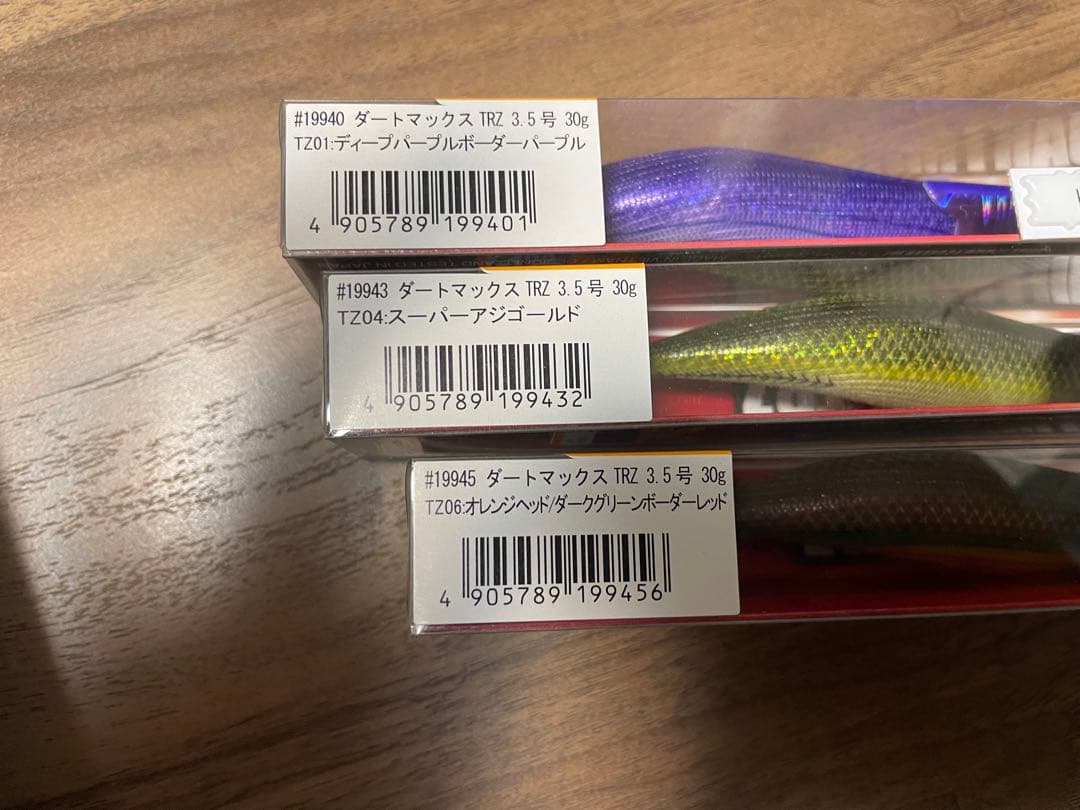 #19940 ダートマックス TRZ 3.5号 30g
TZ01:ディープパープルボーダーパープル
4 905789 199401
#19943 ダートマックス TRZ 3.5号 30g
TZ04:スーパーアジゴールド
4 905789 199432
#19945 ダートマックス TRZ 3.5号 30g
TZ06:オレンジヘッド/ダークグリーンボーダーレッド
4 905789 199456